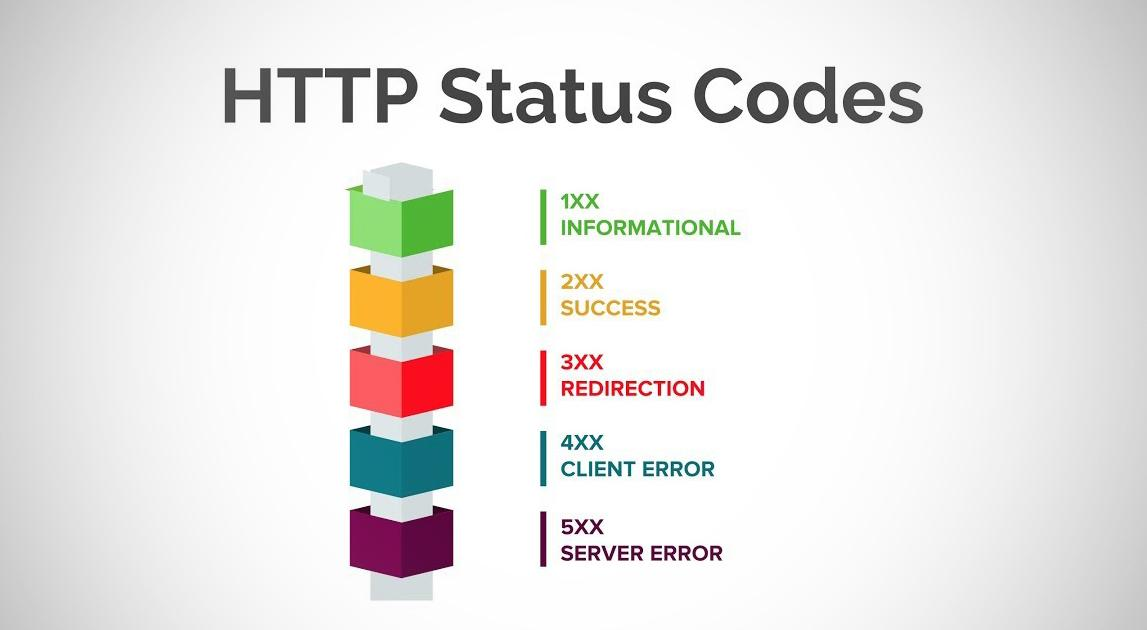 HTTP Status Codes
1XX
INFORMATIONAL
2XX
SUCCESS
3XX
REDIRECTION
4XX
CLIENT ERROR
5XX
SERVER ERROR